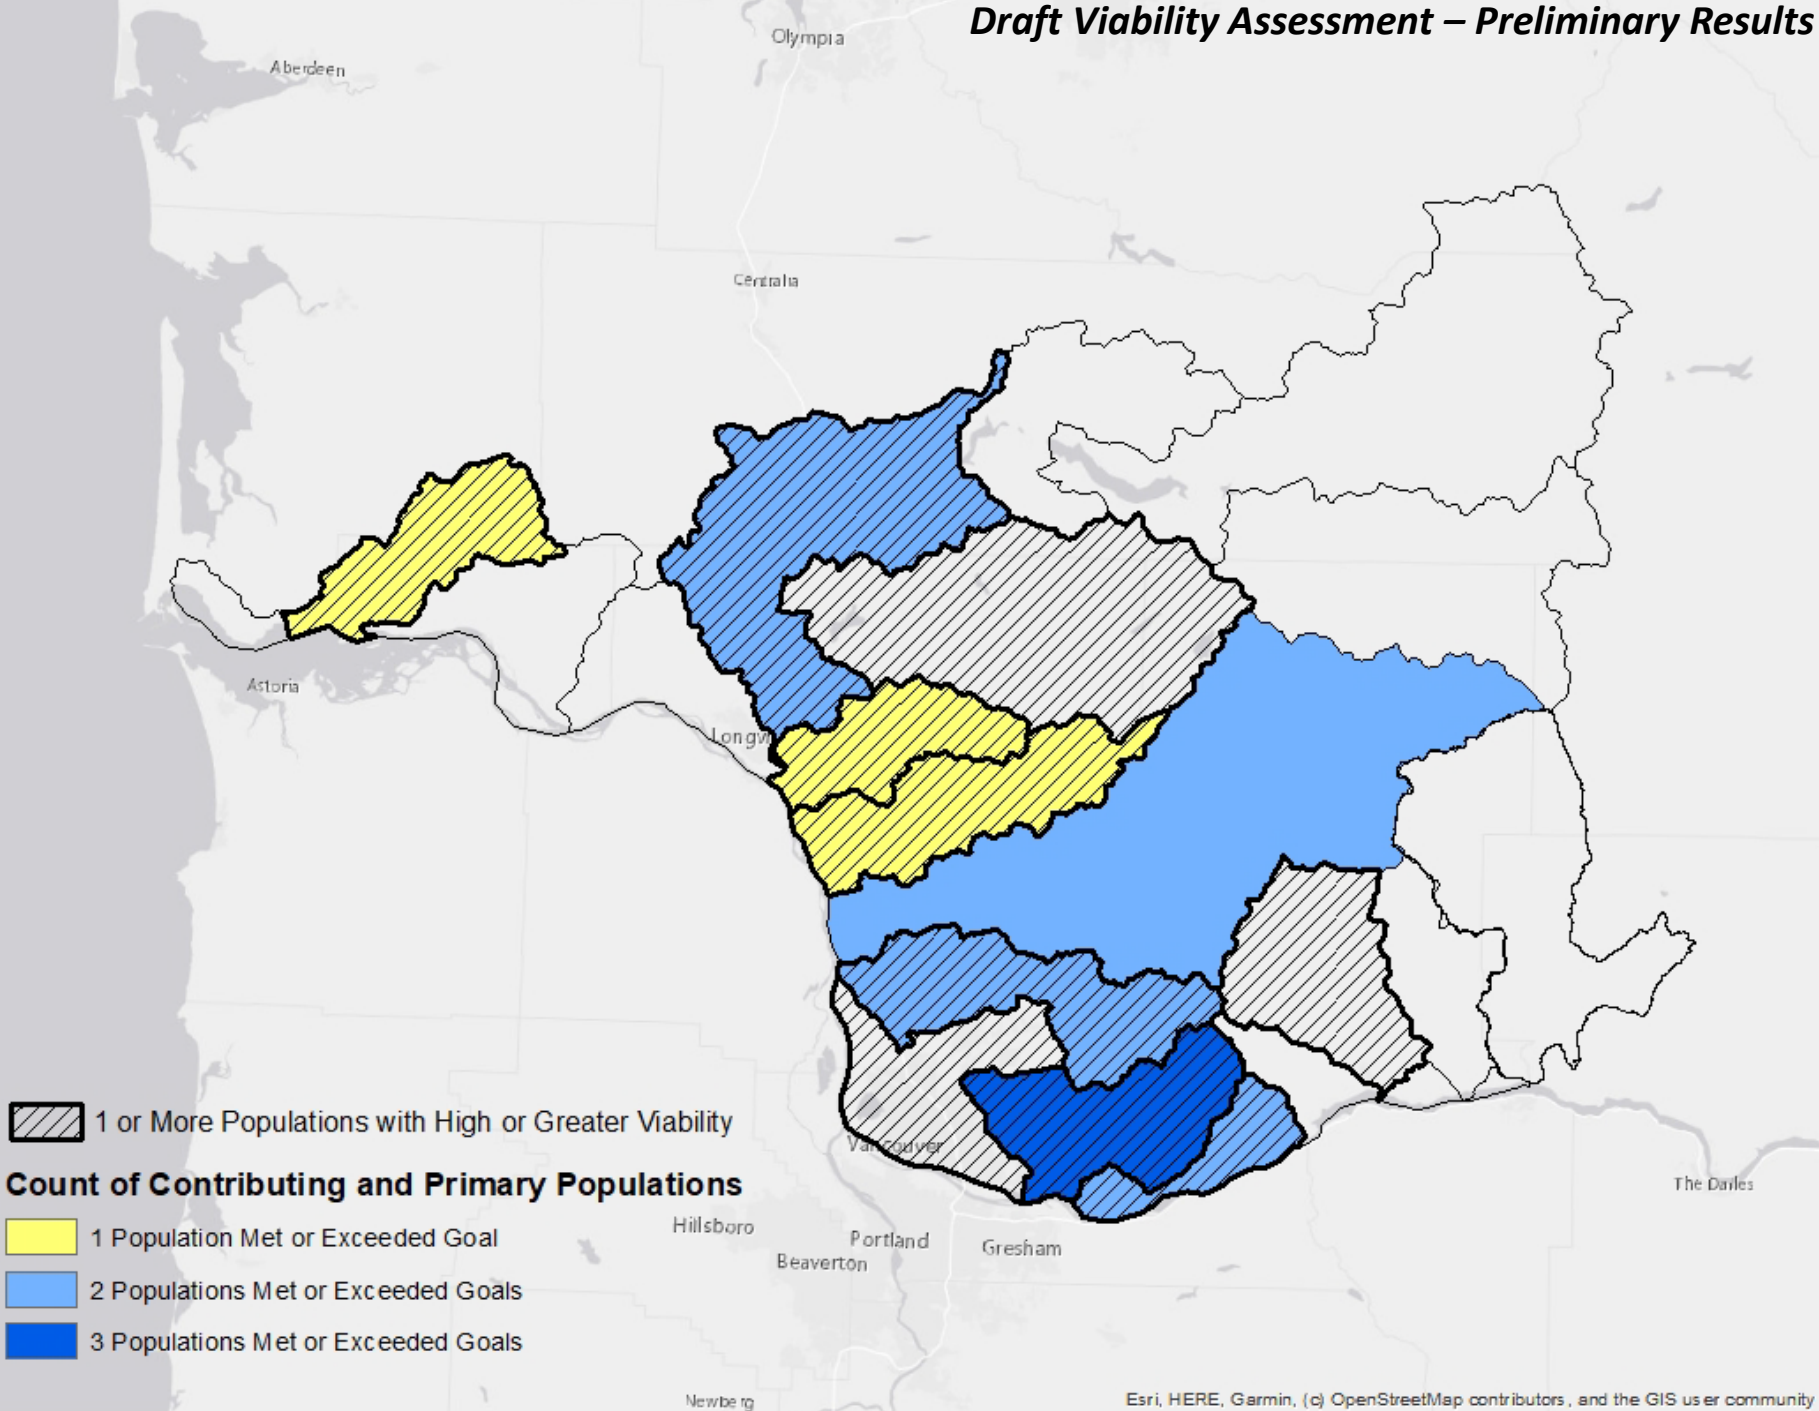 Draft Viability Assessment – Preliminary Results
Olympia
Aberdeen
Centralia
Astoria
Longv
1 or More Populations with High or Greater Viability
Vancouver
Count of Contributing and Primary Populations
The Dalles
1 Population Met or Exceeded Goal
Hillsboro
Portland
Gresham
Beaverton
2 Populations Met or Exceeded Goals
3 Populations Met or Exceeded Goals
Newberg
Esri, HERE, Garmin, (c) OpenStreetMap contributors, and the GIS user community